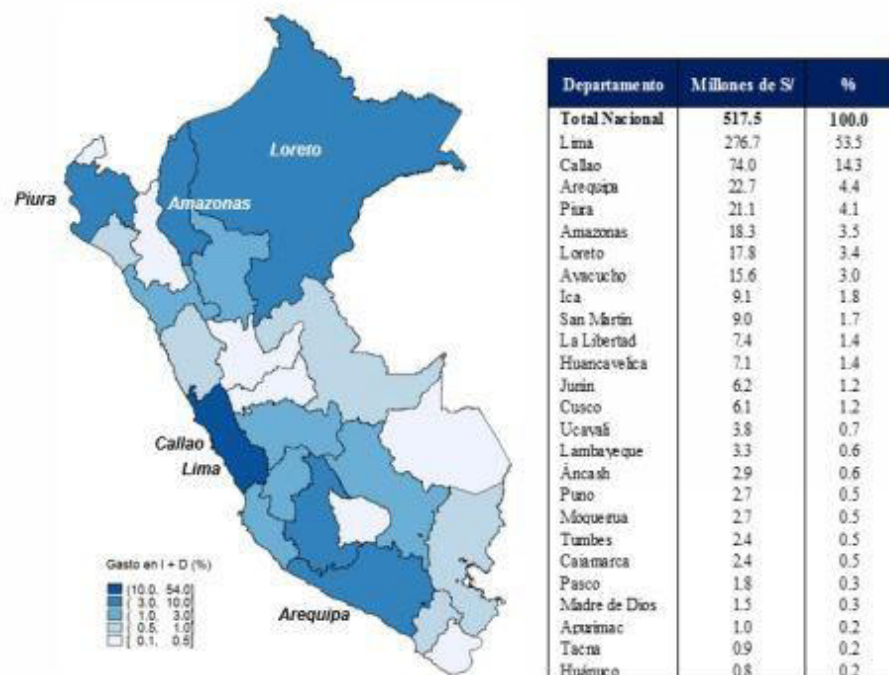 Loreto
Piura
Amazonas
Callao
Lima
Arequipa
Gasto en I + D (%)
(10.0, 54.0]
( 3.0, 10.0]
( 1.0, 3.0]
( 0.5, 1.0]
[ 0.1, 0.5]
Departamento Millones de S/ %
Total Nacional 517.5 100.0
Lima 276.7 53.5
Callao 74.0 14.3
Arequipa 22.7 4.4
Piura 21.1 4.1
Amazonas 18.3 3.5
Loreto 17.8 3.4
Ayacucho 15.6 3.0
Ica 9.1 1.8
San Martin 9.0 1.7
La Libertad 7.4 1.4
Huancavelica 7.1 1.4
Junin 6.2 1.2
Cusco 6.1 1.2
Ucayali 3.8 0.7
Lambayeque 3.3 0.6
Áncash 2.9 0.6
Puno 2.7 0.5
Moquegua 2.7 0.5
Tumbes 2.4 0.5
Cajamarca 2.4 0.5
Pasco 1.8 0.3
Madre de Dios 1.5 0.3
Apurimac 1.0 0.2
Tacna 0.9 0.2
Huánuco 0.8 0.2